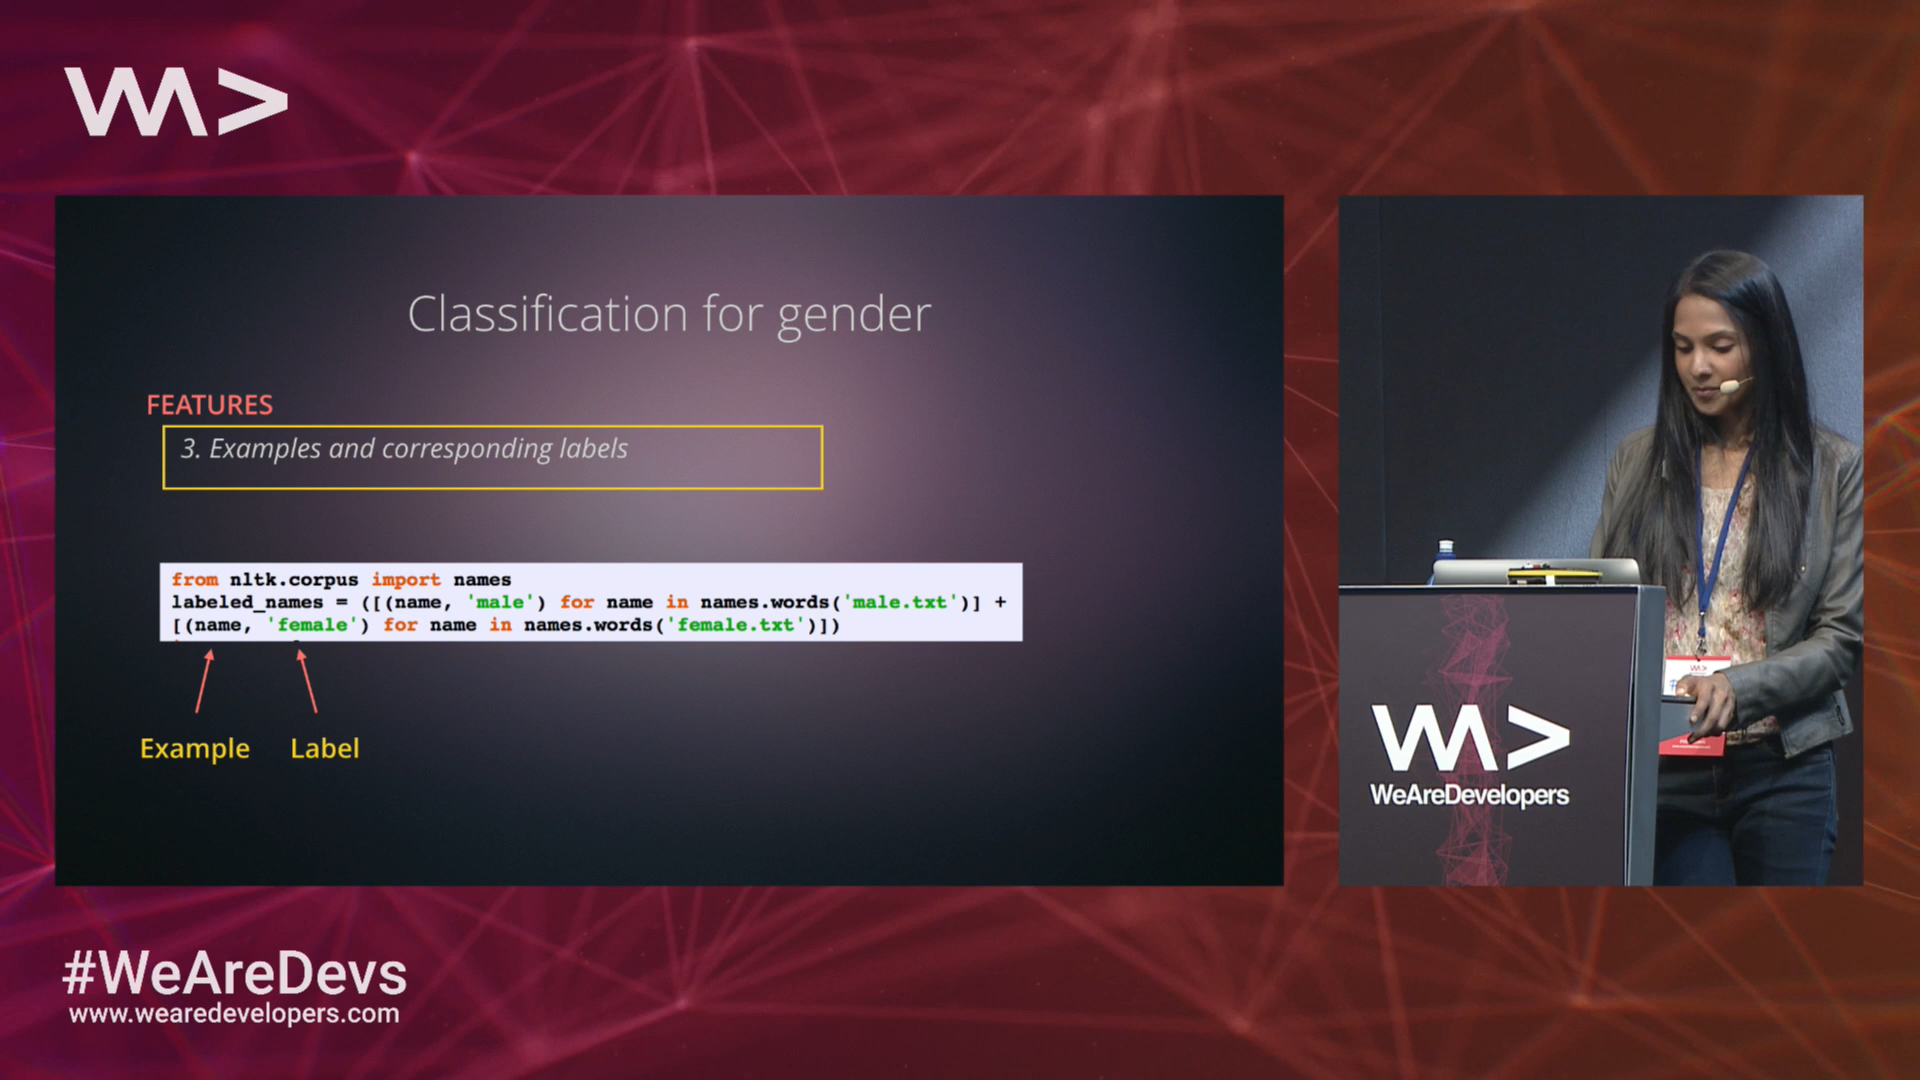 WA>
Classification for gender
FEATURES
3. Examples and corresponding labels
from nltk.corpus import names
labeled_names = ([(name, 'male') for name in names.words('male.txt')] +
[(name, 'female') for name in names.words('female.txt')])
Example Label
WA>
WeAreDevelopers
#WeAreDevs
www.wearedevelopers.com